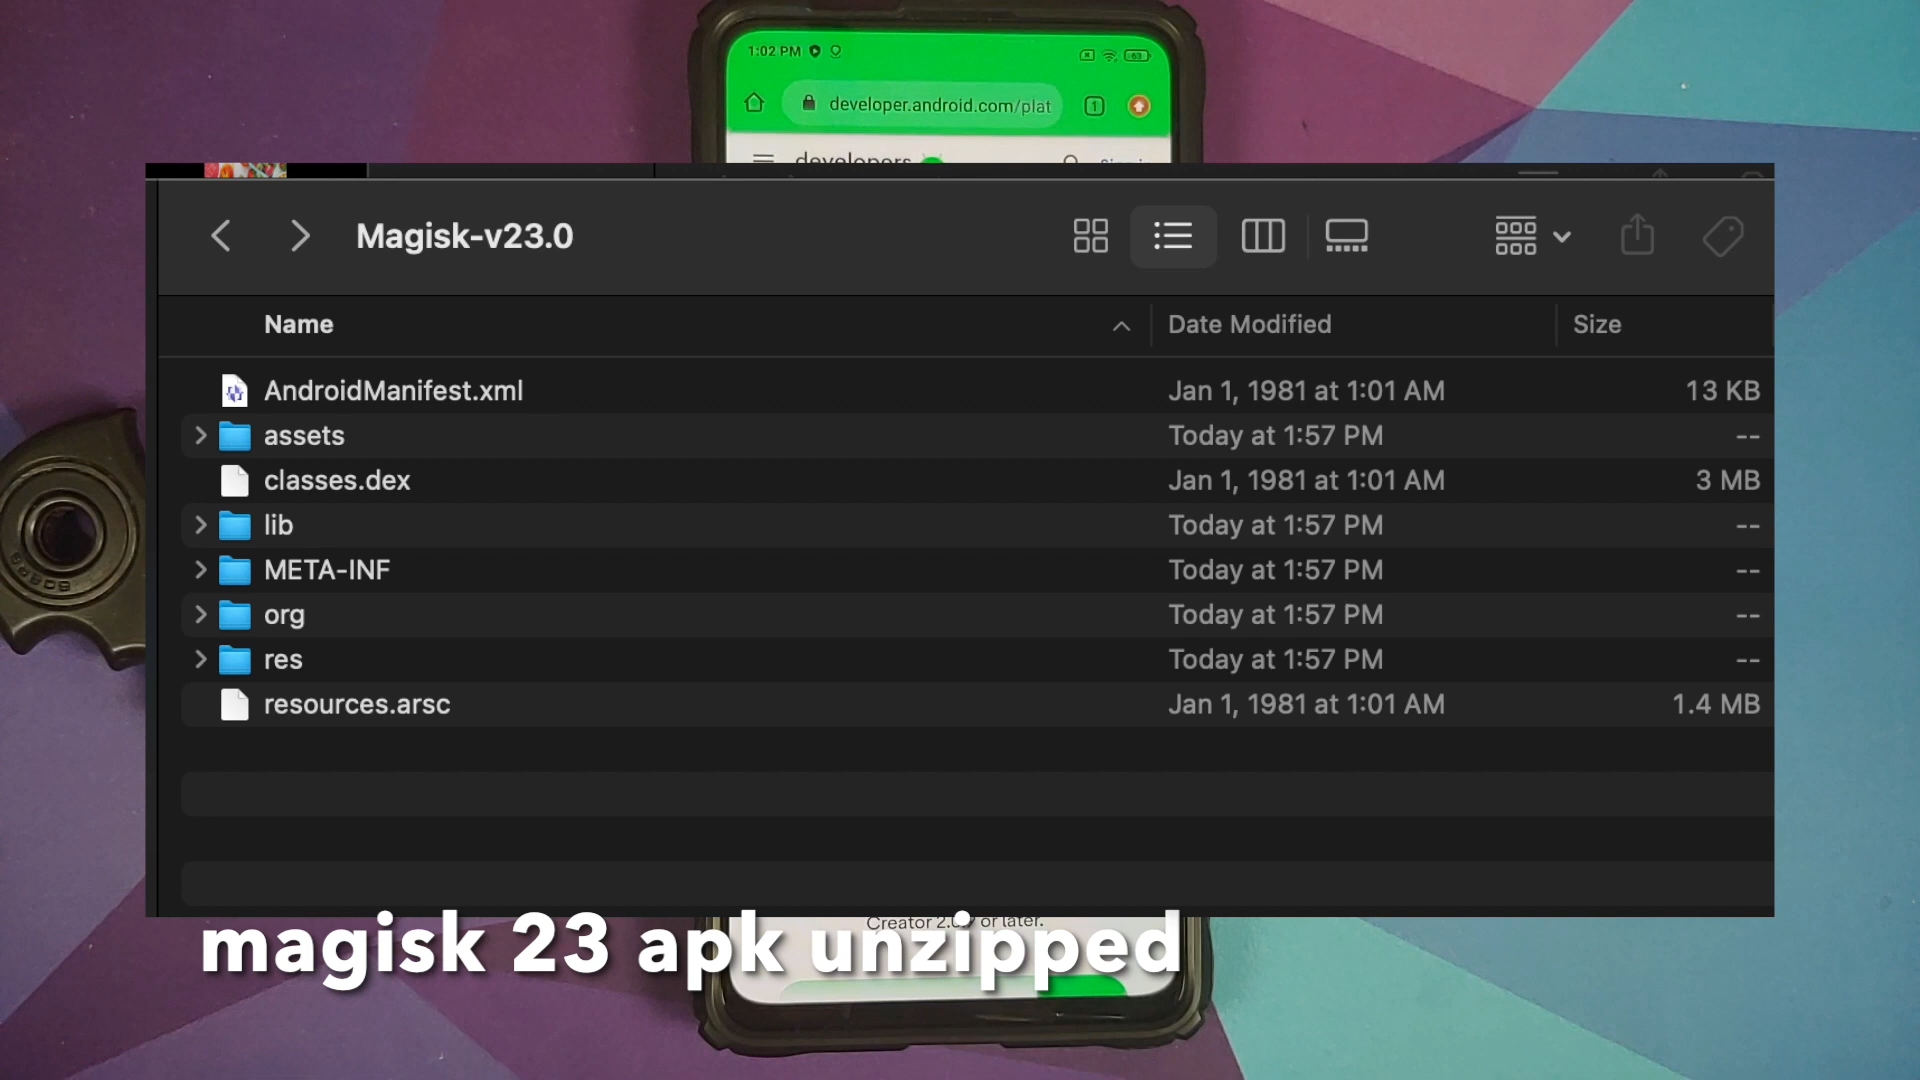 1:02 PM
63
developer.android.com/plat
1
developers
Magisk-v23.0
Name Date Modified Size
AndroidManifest.xml Jan 1, 1981 at 1:01 AM 13 KB
assets Today at 1:57 PM --
classes.dex Jan 1, 1981 at 1:01 AM 3 MB
lib Today at 1:57 PM --
META-INF Today at 1:57 PM --
org Today at 1:57 PM --
res Today at 1:57 PM --
resources.arsc Jan 1, 1981 at 1:01 AM 1.4 MB
Creator or later.
magisk 23 apk unzipped